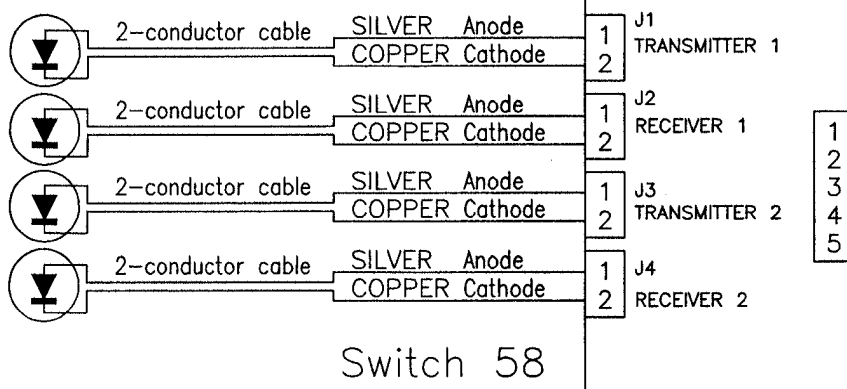 2-conductor cable SILVER Anode 1 J1
COPPER Cathode 2 TRANSMITTER 1
2-conductor cable SILVER Anode 1 J2
COPPER Cathode 2 RECEIVER 1
2-conductor cable SILVER Anode 1 J3
COPPER Cathode 2 TRANSMITTER 2
2-conductor cable SILVER Anode 1 J4
COPPER Cathode 2 RECEIVER 2
1
2
3
4
5
Switch 58